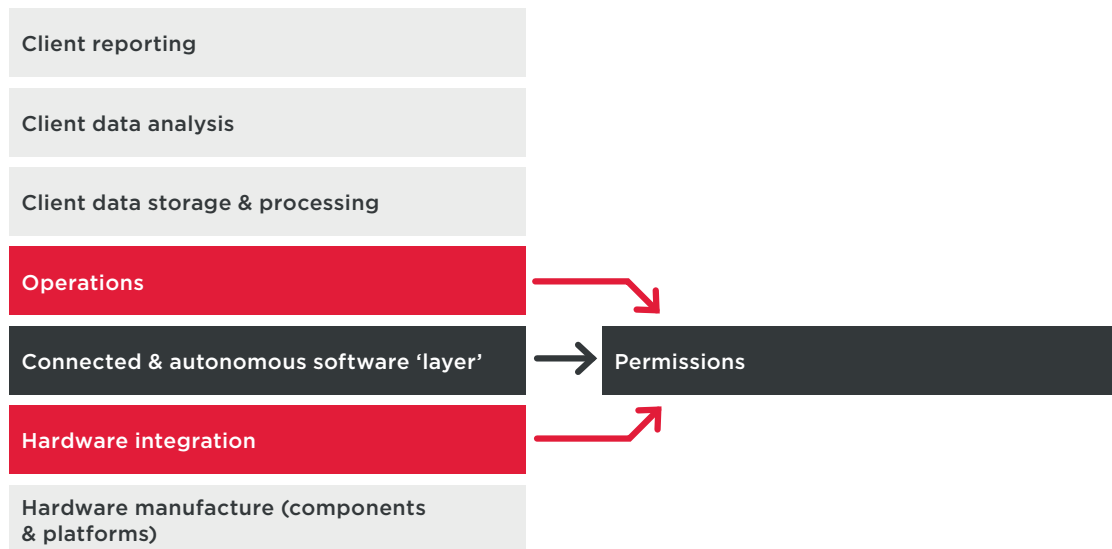 Client reporting
Client data analysis
Client data storage & processing
Operations
Connected & autonomous software ‘layer’
Permissions
Hardware integration
Hardware manufacture (components
& platforms)